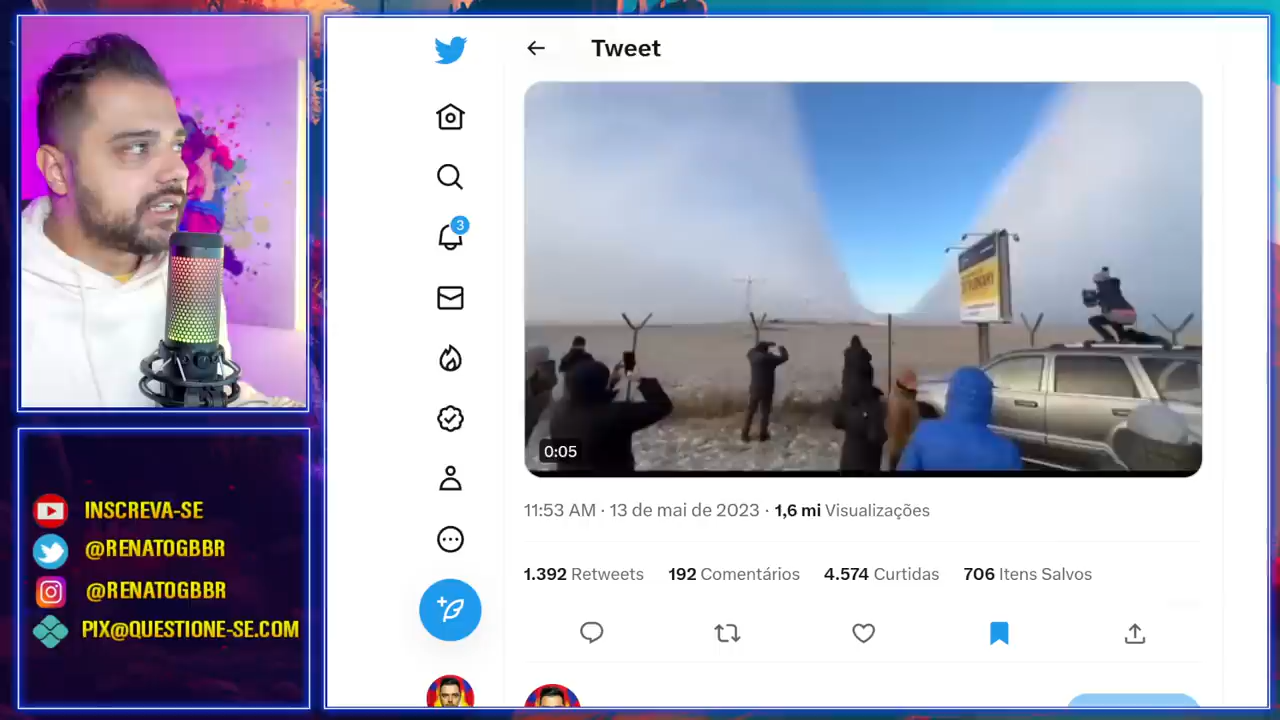 Tweet
3
0:05
11:53 AM · 13 de mai de 2023 · 1,6 mi Visualizações
1.392 Retweets 192 Comentários 4.574 Curtidas 706 Itens Salvos
INSCREVA-SE
@RENATOGBBR
@RENATOGBBR
PIX@QUESTIONE-SE.COM